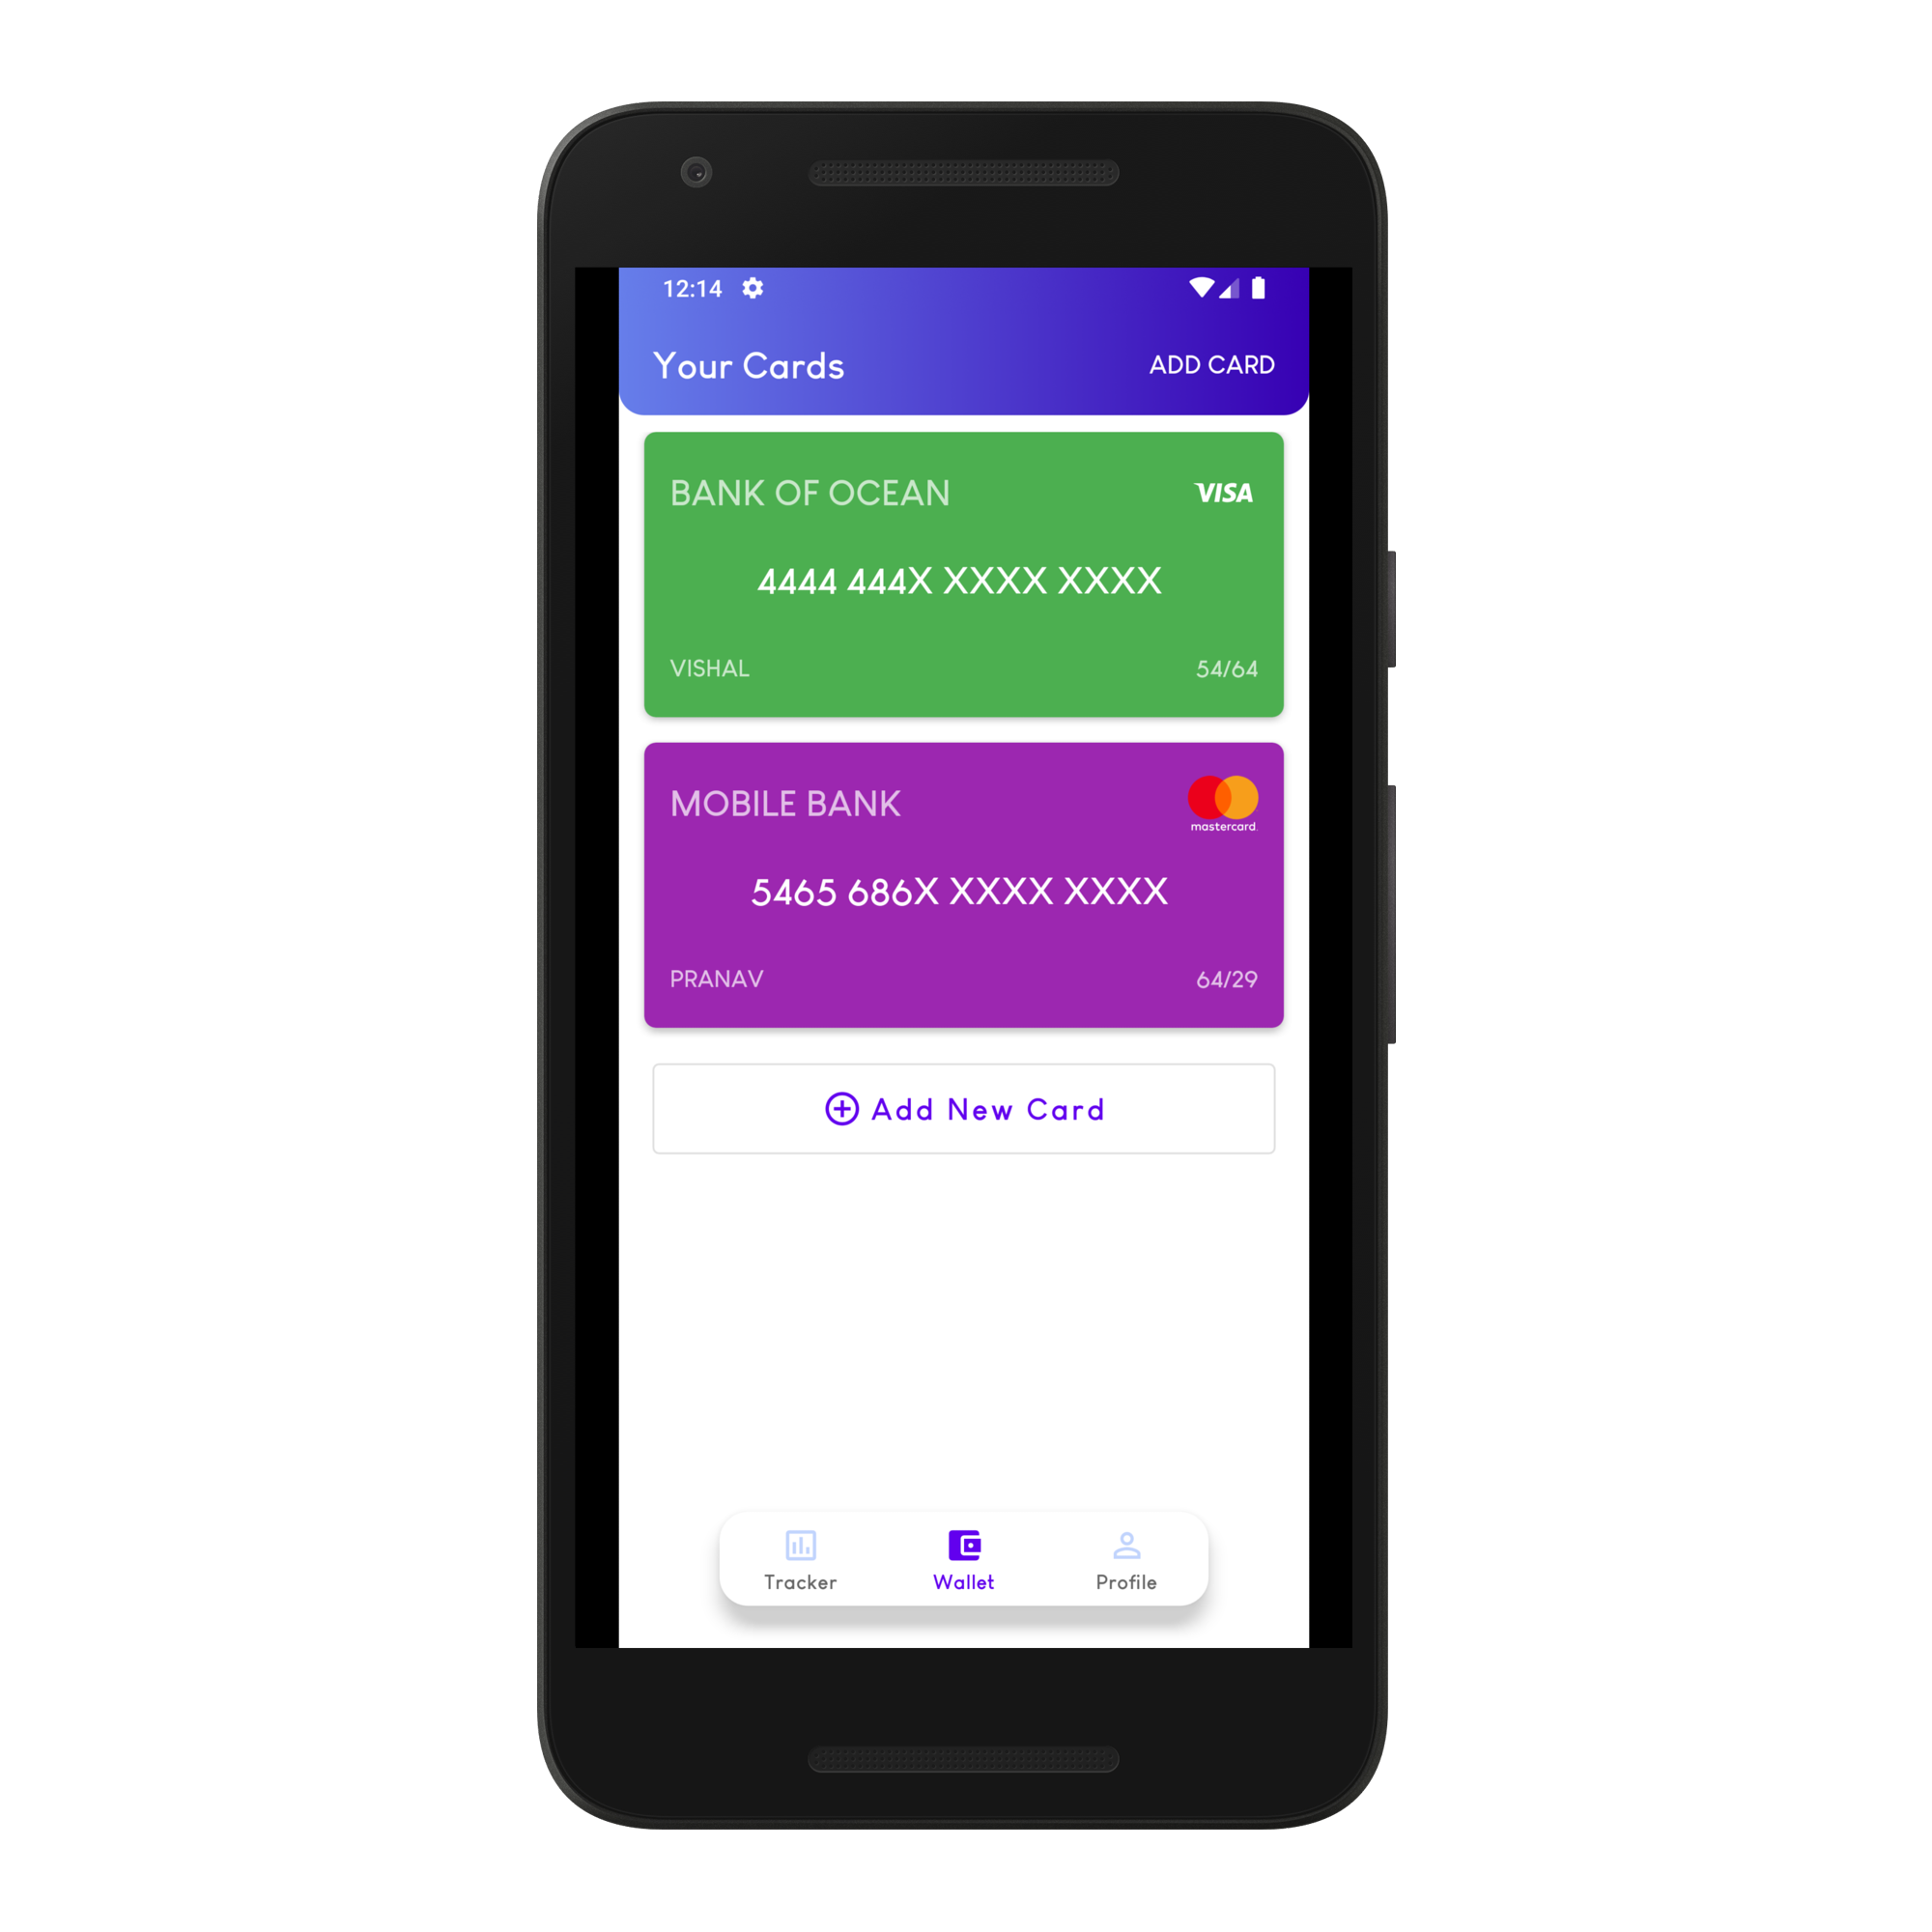 12:14
Your Cards ADD CARD
BANK OF OCEAN VISA
4444 444X XXXX XXXX
VISHAL 54/64
MOBILE BANK mastercard.
5465 686X XXXX XXXX
PRANAV 64/29
Add New Card
Tracker Wallet Profile